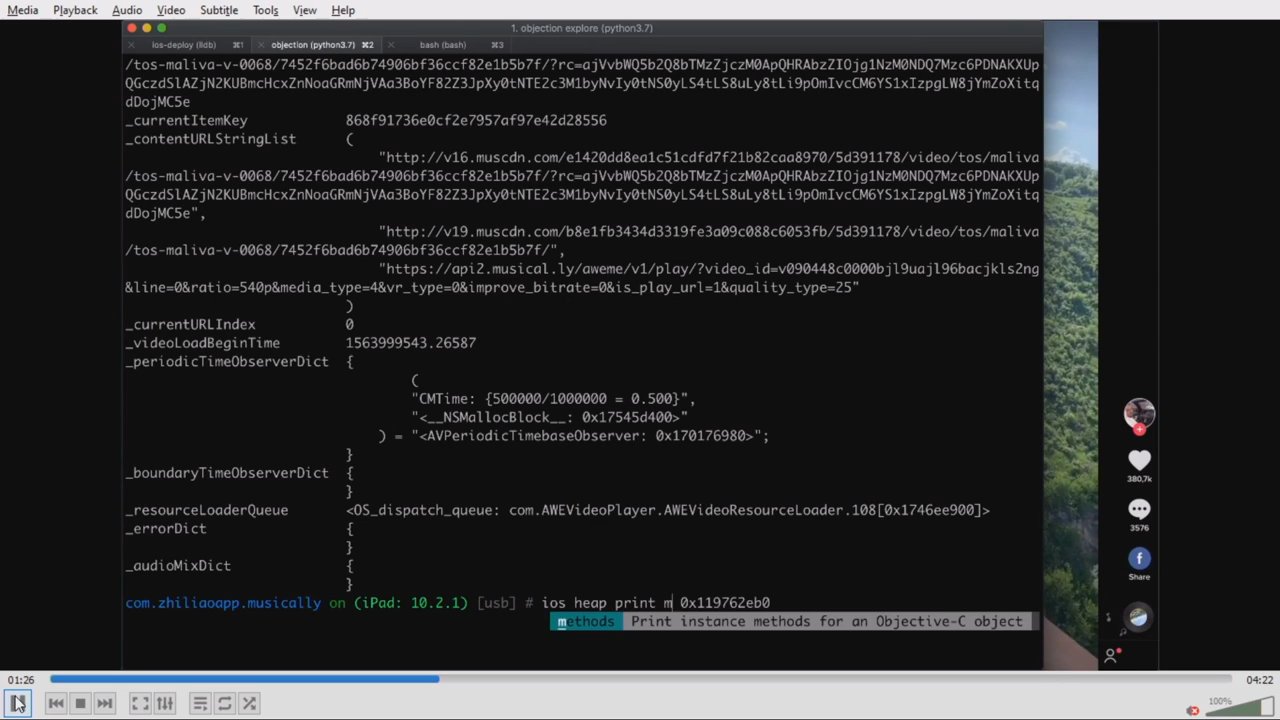 Media Playback Audio Video Subtitle Tools View Help
1. objection explore (python3.7)
ios-deploy (lldb) ⌘1 objection (python3.7) ⌘2 bash (bash) ⌘3
/tos-maliva-v-0068/7452f6bad6b74906bf36ccf82e1b5b7f/?rc=ajVvbWQ5b2Q8bTMzZjczM0ApQHRAbzZIOjg1NzM0NDQ7Mzc6PDNAKXUp
QGczdSlAZjN2KUBmcHcxZnNoaGRmNjVAa3BoYF82Z3JpXy0tNTE2c3M1byNvIy0tNS0yLS4tLS8uLy8tLi9pOmIvcCM6YS1xIzpgLW8jYmZoXitq
dDojMC5e
_currentItemKey 868f91736e0cf2e7957af97e42d28556
_contentURLStringList (
"http://v16.muscdn.com/e1420dd8ea1c51cdfd7f21b82caa8970/5d391178/video/tos/maliva
/tos-maliva-v-0068/7452f6bad6b74906bf36ccf82e1b5b7f/?rc=ajVvbWQ5b2Q8bTMzZjczM0ApQHRAbzZIOjg1NzM0NDQ7Mzc6PDNAKXUp
QGczdSlAZjN2KUBmcHcxZnNoaGRmNjVAa3BoYF82Z3JpXy0tNTE2c3M1byNvIy0tNS0yLS4tLS8uLy8tLi9pOmIvcCM6YS1xIzpgLW8jYmZoXitq
dDojMC5e",
"http://v19.muscdn.com/b8e1fb3434d3319fe3a09c088c6053fb/5d391178/video/tos/maliva
/tos-maliva-v-0068/7452f6bad6b74906bf36ccf82e1b5b7f/",
"https://api2.musical.ly/aweme/v1/play/?video_id=v090448c0000bjl9uajl96bacjkls2ng
&line=0&ratio=540p&media_type=4&vr_type=0&improve_bitrate=0&is_play_url=1&quality_type=25"
)
_currentURLIndex 0
_videoLoadBeginTime 1563999543.26587
_periodicTimeObserverDict {
(
"CMTime: {500000/1000000 = 0.500}",
"<__NSMallocBlock__: 0x17545d400>"
) = "<AVPeriodicTimebaseObserver: 0x170176980>";
}
_boundaryTimeObserverDict {
}
_resourceLoaderQueue <OS_dispatch_queue: com.AWEVideoPlayer.AWEVideoResourceLoader.108[0x1746ee900]>
_errorDict {
}
_audioMixDict {
}
com.zhiliaoapp.musically on (iPad: 10.2.1) [usb] # ios heap print m 0x119762eb0
methods Print instance methods for an Objective-C object
380,7k
3576
Share
01:26
04:22
100%